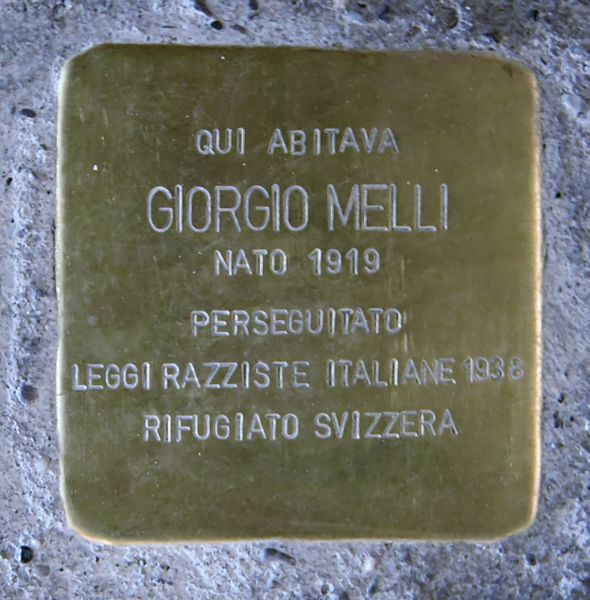 QUI ABITAVA
GIORGIO MELLI
NATO 1919
PERSEGUITATO
LEGGI RAZZISTE ITALIANE 1938
RIFUGIATO SVIZZERA